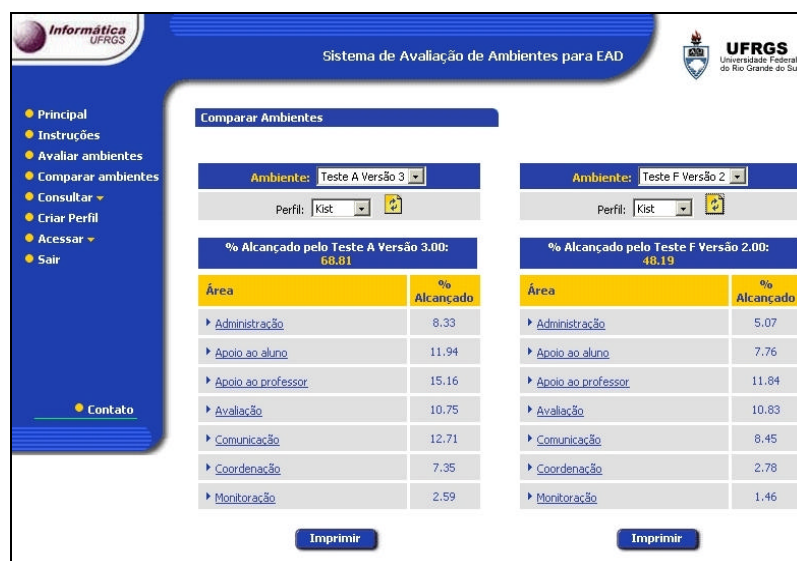 Informática
UFRGS
Sistema de Avaliação de Ambientes para EAD
UFRGS
Universidade Federal
do Rio Grande do Su
Principal
Instruções
Avaliar ambientes
Comparar ambientes
Consultar
Criar Perfil
Acessar
Sair
Contato
Comparar Ambientes
Ambiente: Teste A Versão 3
Perfil: Kist
% Alcançado pelo Teste A Versão 3.00:
68.81
Área % Alcançado
Administração 8.33
Apoio ao aluno 11.94
Apoio ao professor 15.16
Avaliação 10.75
Comunicação 12.71
Coordenação 7.35
Monitoração 2.59
Imprimir
Ambiente: Teste F Versão 2
Perfil: Kist
% Alcançado pelo Teste F Versão 2.00:
48.19
Área % Alcançado
Administração 5.07
Apoio ao aluno 7.76
Apoio ao professor 11.84
Avaliação 10.83
Comunicação 8.45
Coordenação 2.78
Monitoração 1.46
Imprimir